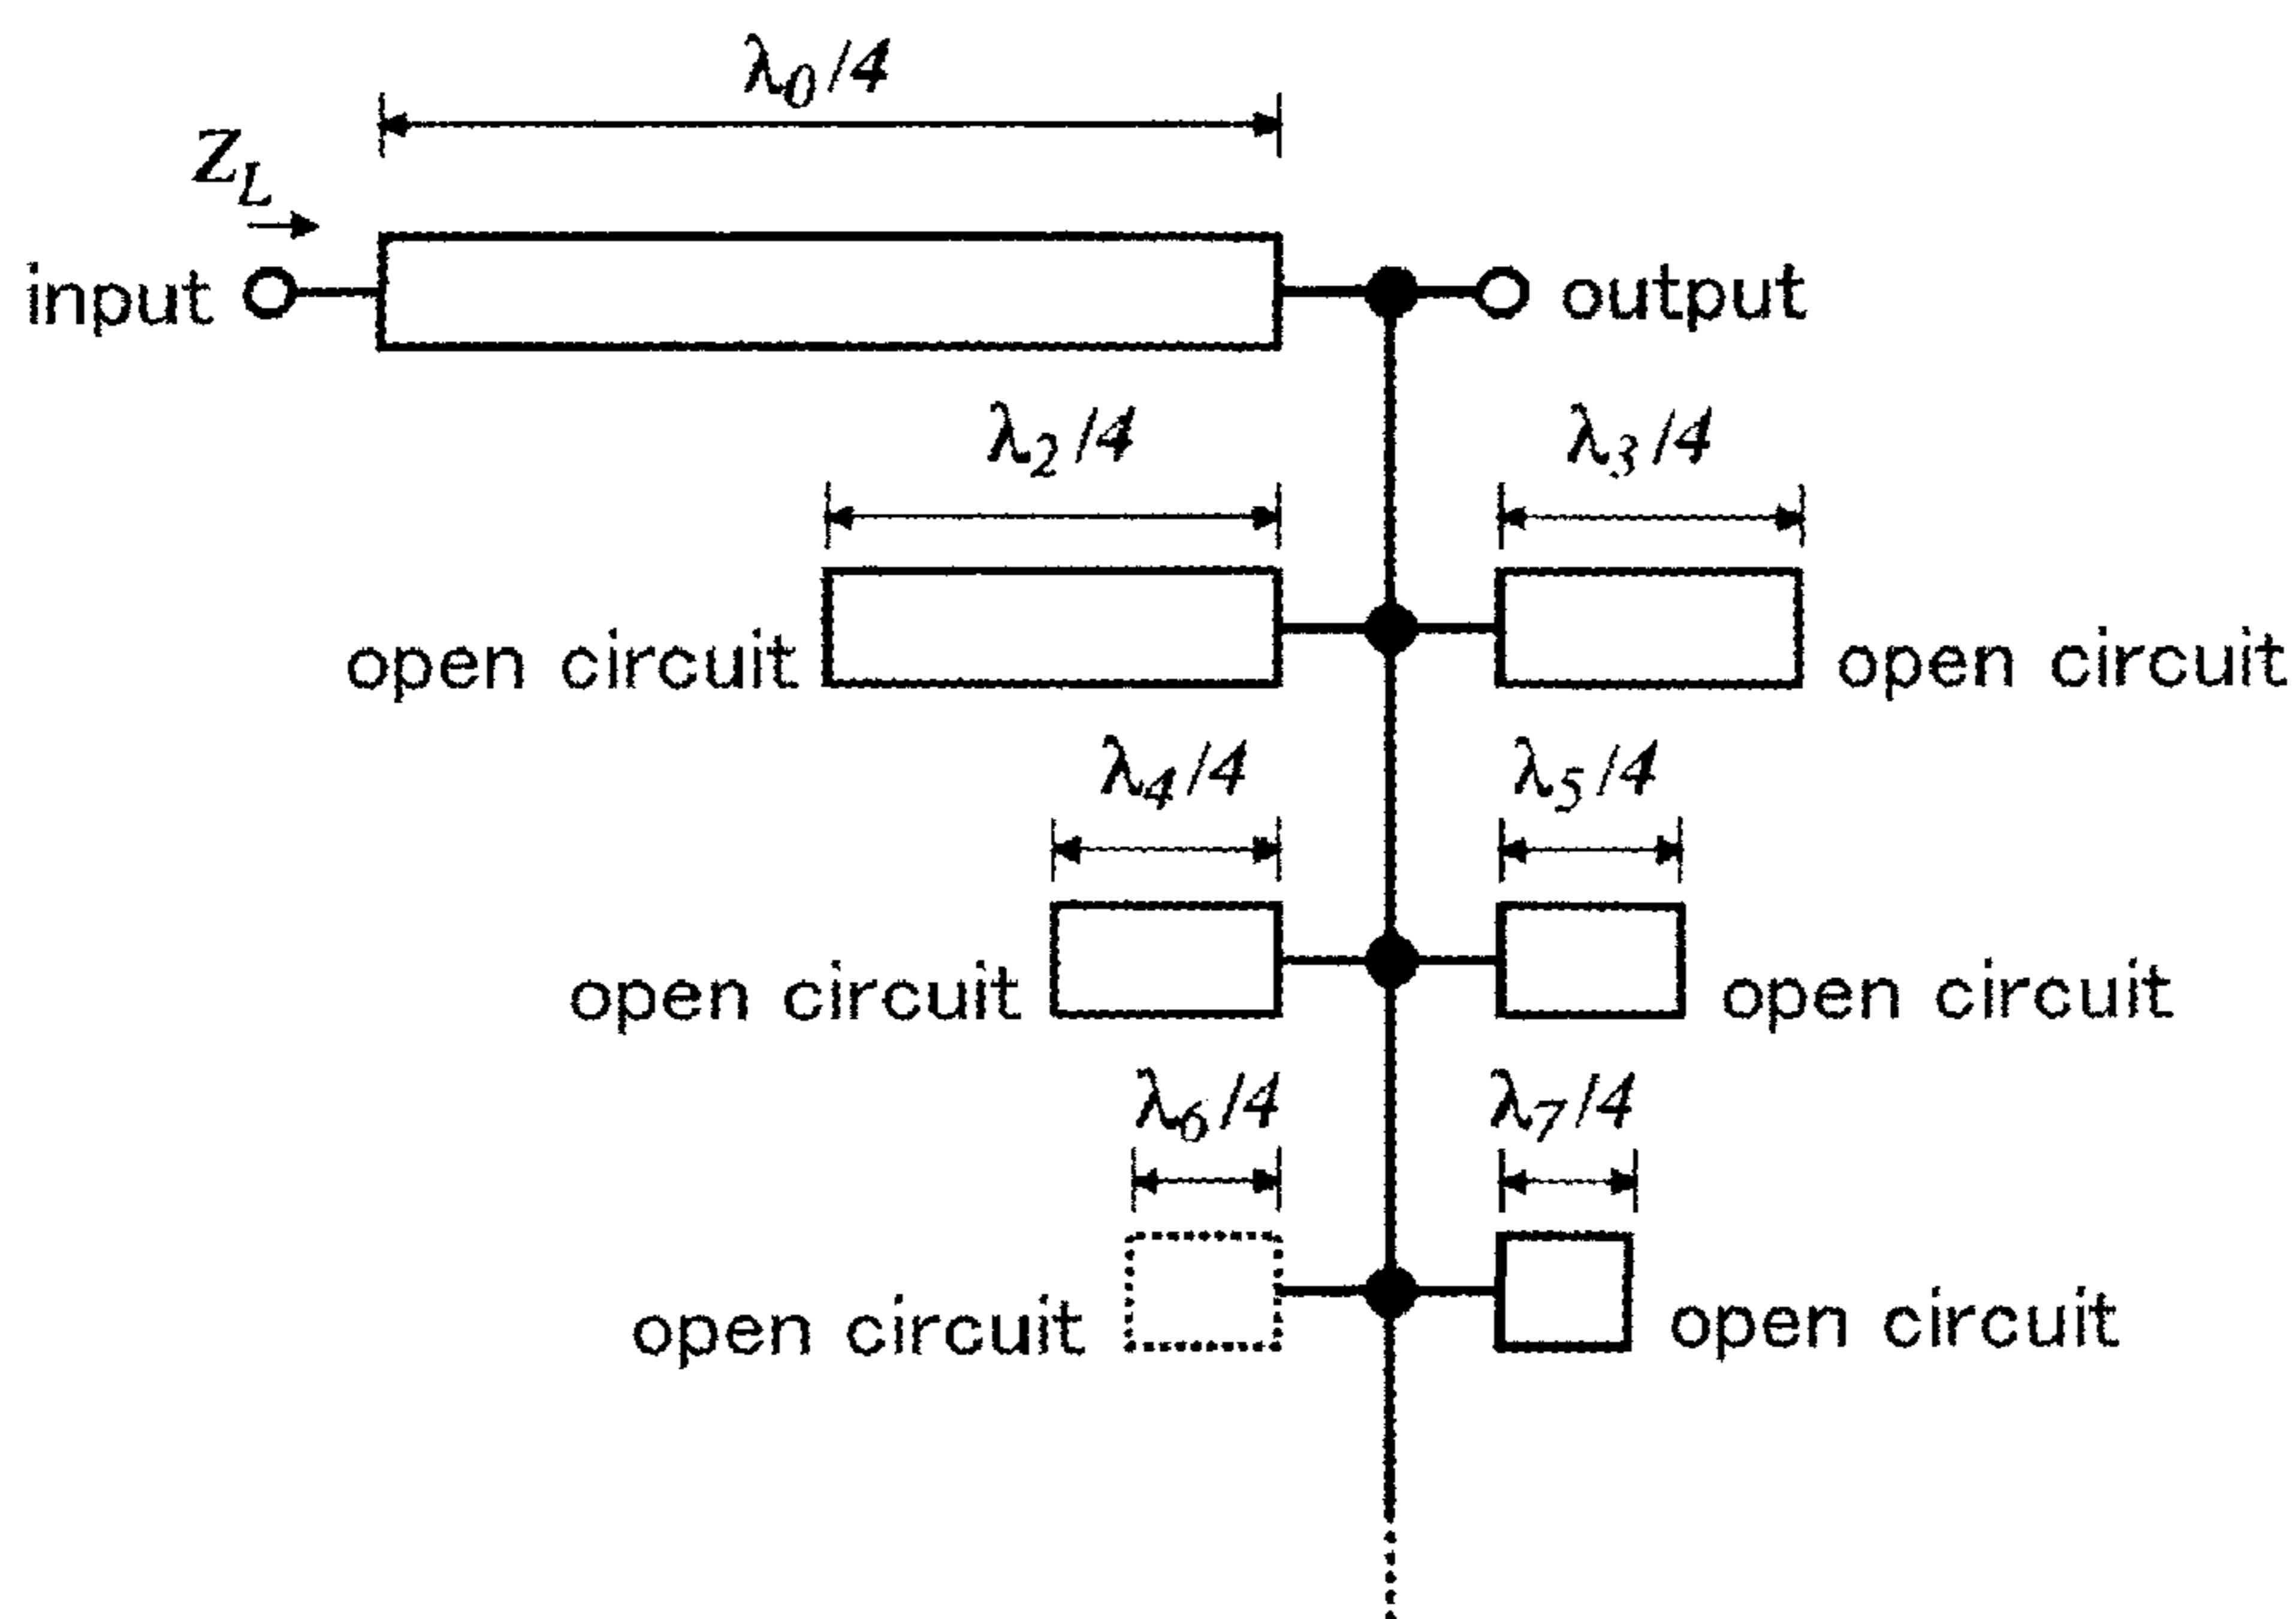 λ0/4
ZL
input
output
λ2/4
λ3/4
open circuit
open circuit
λ4/4
λ5/4
open circuit
open circuit
λ6/4
λ7/4
open circuit
open circuit